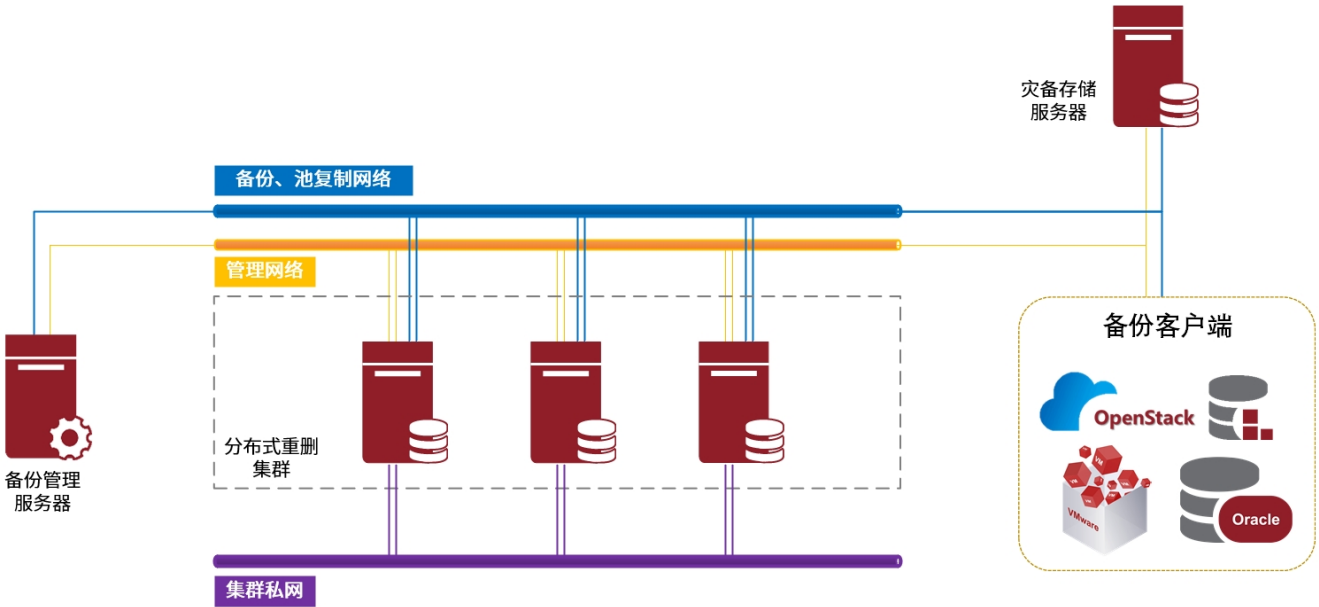 灾备存储
服务器
备份、池复制网络
管理网络
备份客户端
OpenStack
VM
VMware
Oracle
分布式重删
集群
备份管理
服务器
集群私网